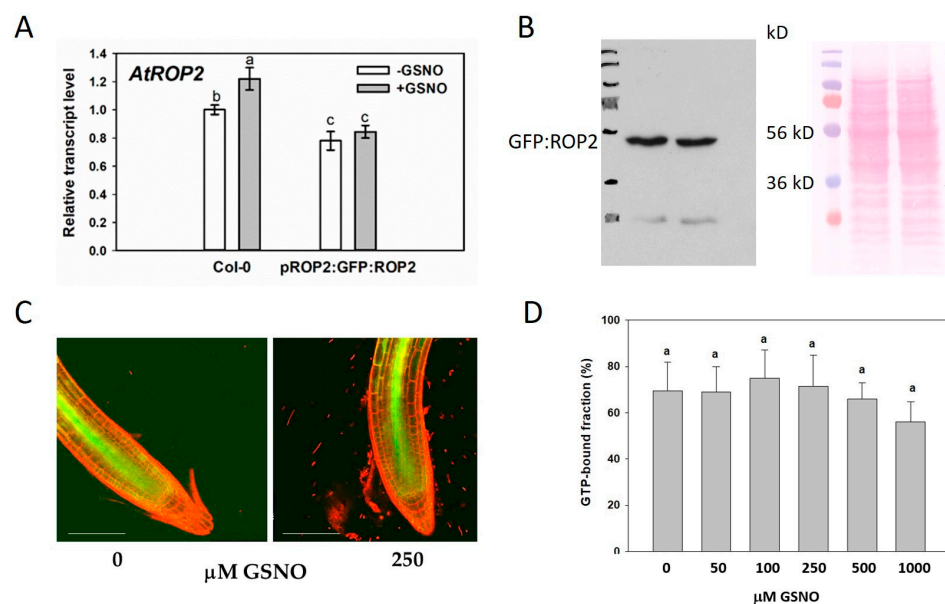 A
Relative transcript level
1.4
1.2
1.0
0.8
0.6
0.4
0.2
0.0
AtROP2
-GSNO
+GSNO
b
a
c
c
Col-0
pROP2:GFP:ROP2
B
kD
GFP:ROP2
56 kD
36 kD
C
0
250
μM GSNO
D
GTP-bound fraction (%)
100
80
60
40
20
0
a
a
a
a
a
a
0
50
100
250
500
1000
μM GSNO